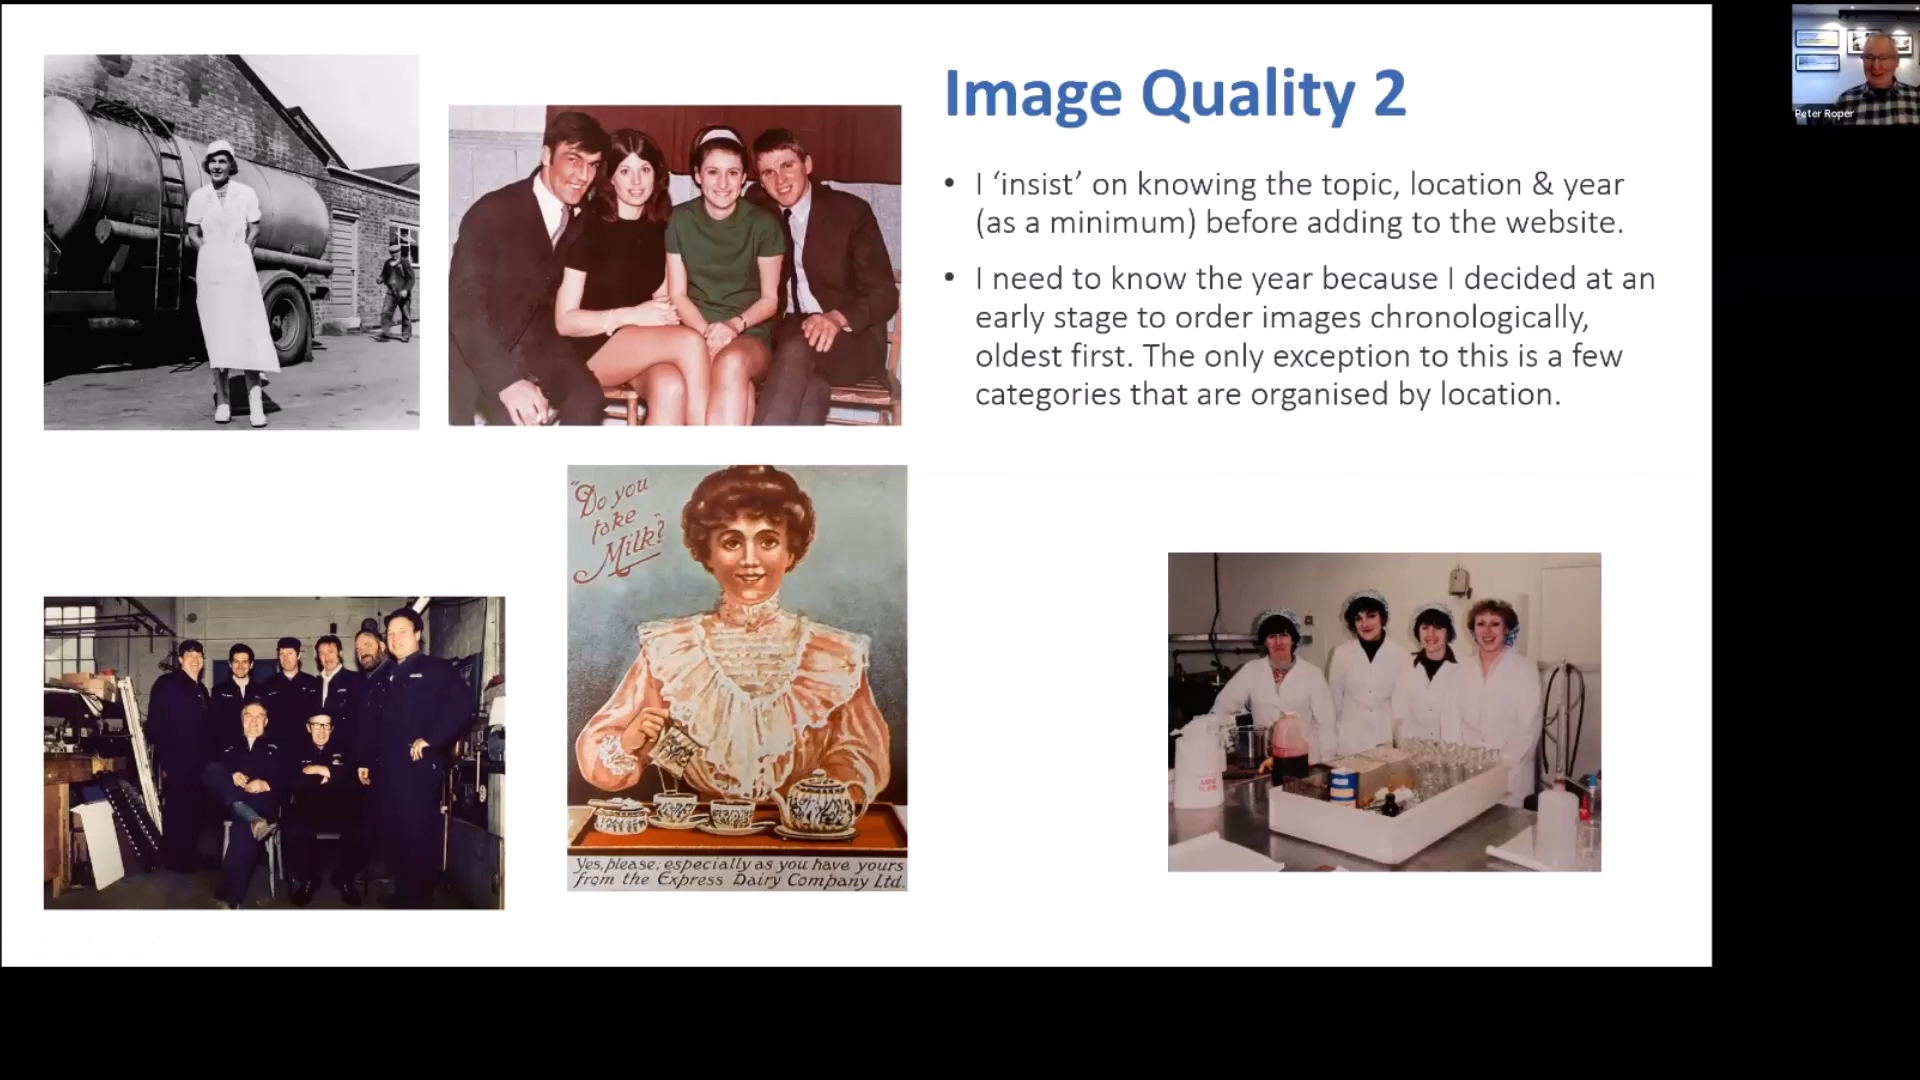 Image Quality 2
• I ‘insist’ on knowing the topic, location & year
(as a minimum) before adding to the website.
• I need to know the year because I decided at an
early stage to order images chronologically,
oldest first. The only exception to this is a few
categories that are organised by location.
"Do you
take
Milk?"
Yes, please; especially as you have yours
from the Express Dairy Company Ltd.
Peter Roper